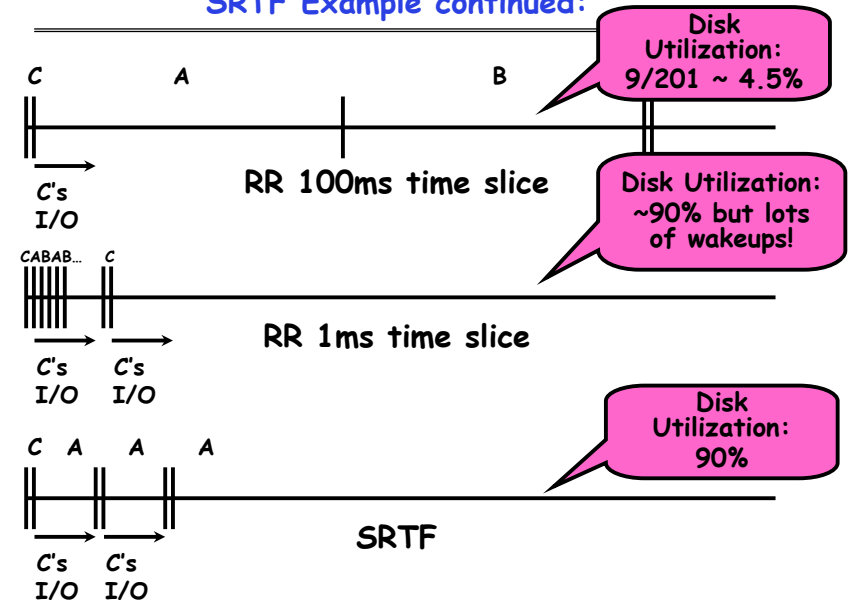 SRTF Example continued:
Disk
Utilization:
9/201 ~ 4.5%
C A B
C's
I/O
RR 100ms time slice
Disk Utilization:
~90% but lots
of wakeups!
CABAB... C
C's
I/O
C's
I/O
RR 1ms time slice
Disk
Utilization:
90%
C A A A
C's
I/O
C's
I/O
SRTF